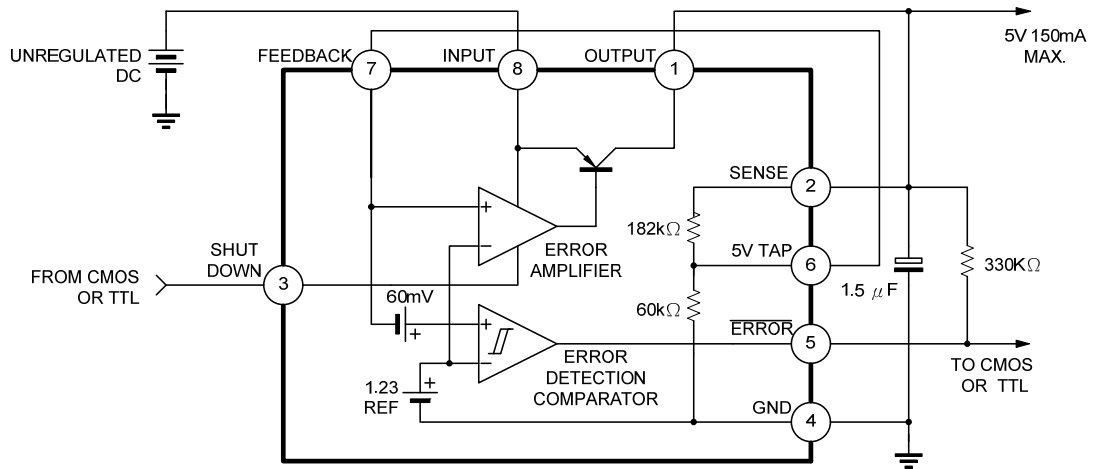 UNREGULATED
DC
FEEDBACK
7
INPUT
8
OUTPUT
1
5V 150mA
MAX.
SENSE
2
182kΩ
5V TAP
6
60kΩ
ERROR
5
GND
4
1.5 μF
330KΩ
TO CMOS
OR TTL
SHUT
DOWN
3
FROM CMOS
OR TTL
+
−
ERROR
AMPLIFIER
60mV
+
+
−
ERROR
DETECTION
COMPARATOR
1.23
REF
+